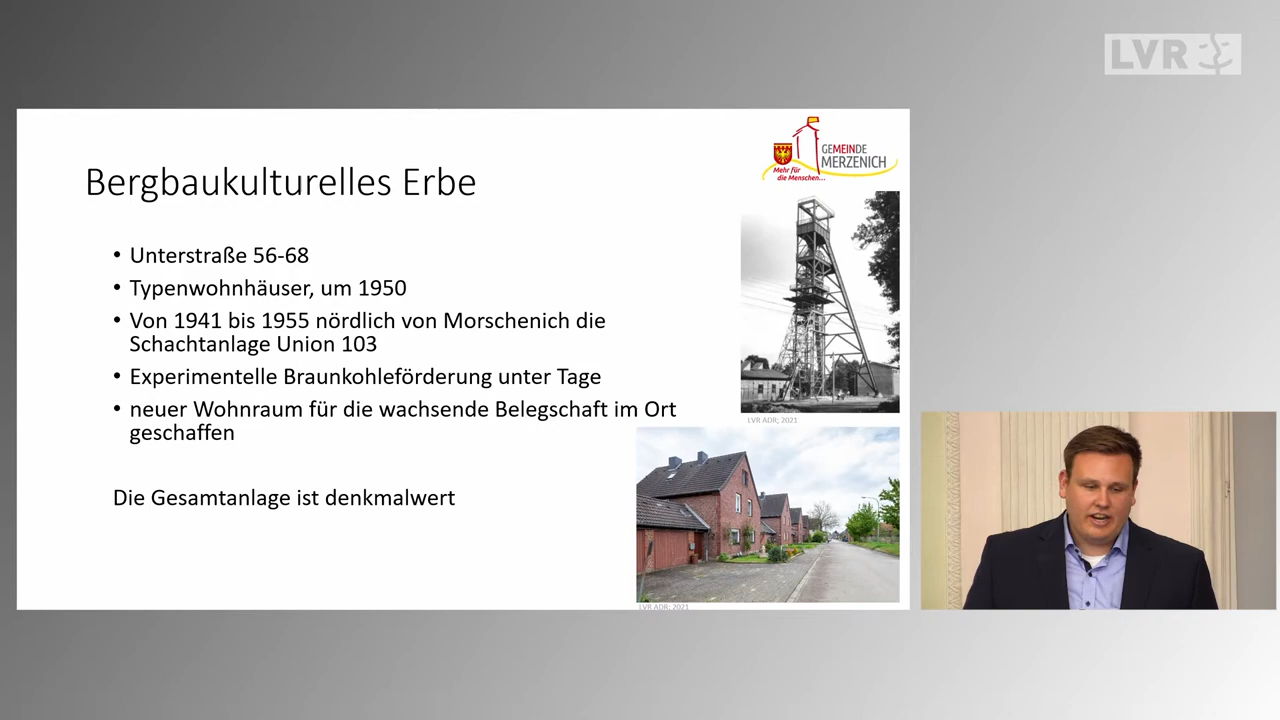 LVR
GEMEINDE
MERZENICH
Mehr für
die Menschen...
Bergbaukulturelles Erbe
• Unterstraße 56-68
• Typenwohnhäuser, um 1950
• Von 1941 bis 1955 nördlich von Morschenich die
Schachtanlage Union 103
• Experimentelle Braunkohleförderung unter Tage
• neuer Wohnraum für die wachsende Belegschaft im Ort
geschaffen
Die Gesamtanlage ist denkmalwert
LVR ADR; 2021
LVR ADR; 2021